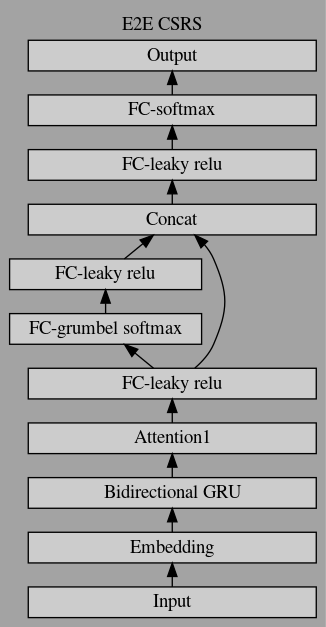 E2E CSRS
Output
FC-softmax
FC-leaky relu
Concat
FC-leaky relu
FC-grumbel softmax
FC-leaky relu
Attention1
Bidirectional GRU
Embedding
Input